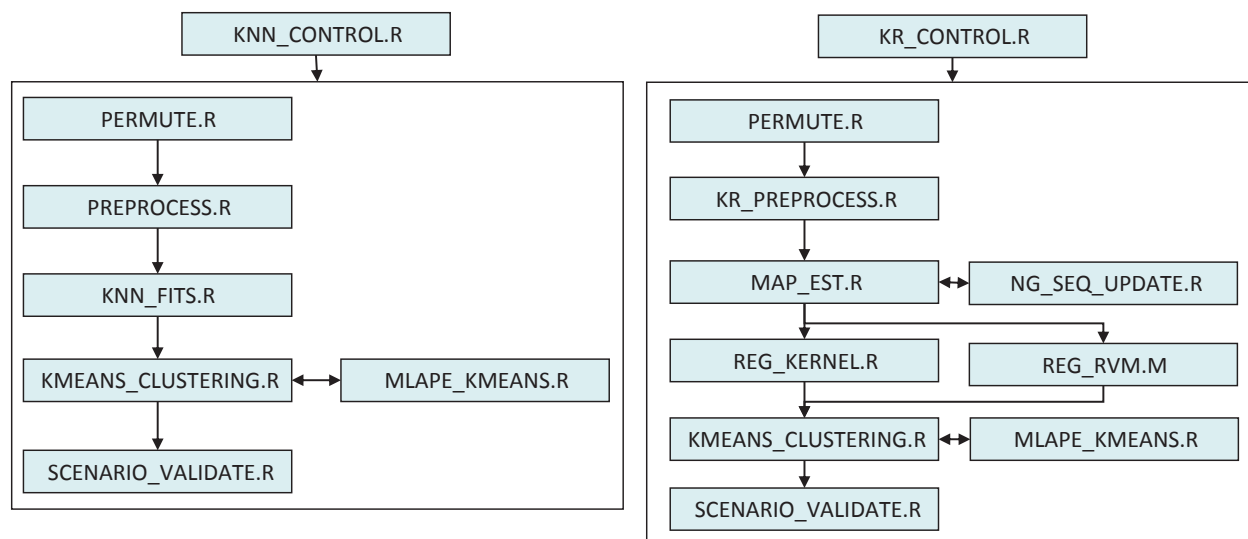 KNN_CONTROL.R
PERMUTE.R
PREPROCESS.R
KNN_FITS.R
KMEANS_CLUSTERING.R
MLAPE_KMEANS.R
SCENARIO_VALIDATE.R
KR_CONTROL.R
PERMUTE.R
KR_PREPROCESS.R
MAP_EST.R
NG_SEQ_UPDATE.R
REG_KERNEL.R
REG_RVM.M
KMEANS_CLUSTERING.R
MLAPE_KMEANS.R
SCENARIO_VALIDATE.R